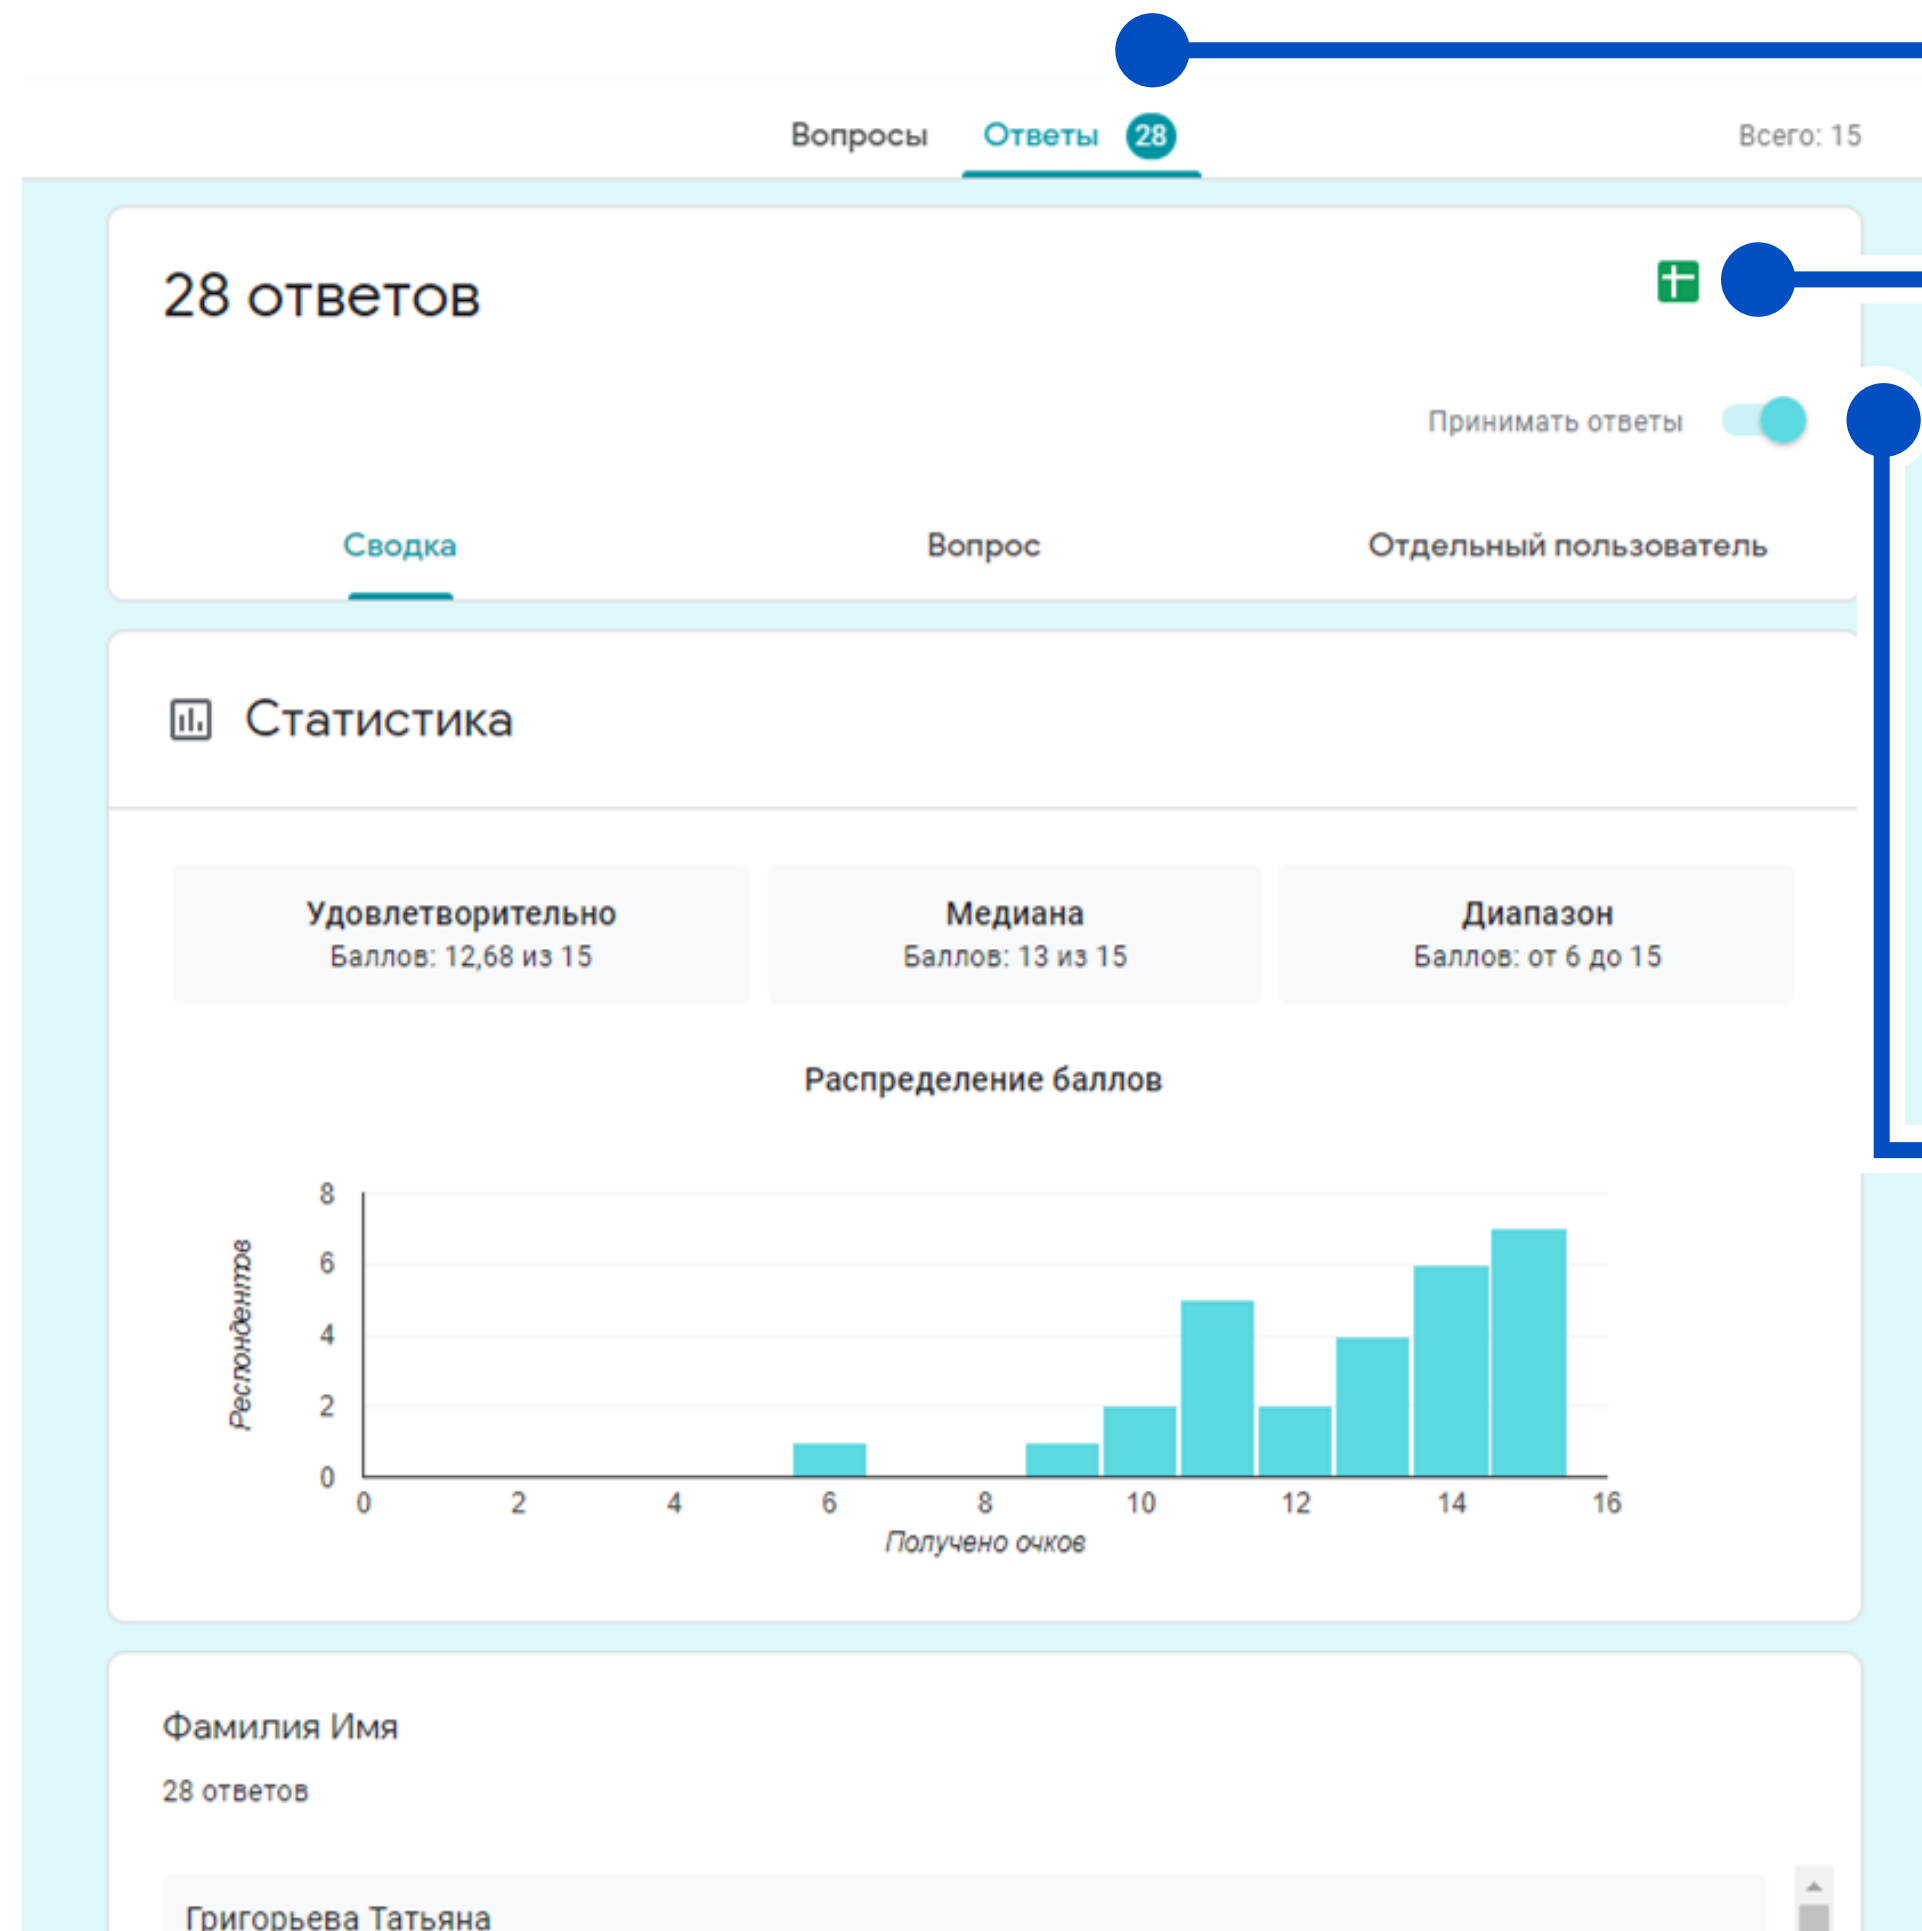 Вопросы Ответы 28 Всего: 15
28 ответов
Принимать ответы
Сводка Вопрос Отдельный пользователь
Статистика
Удовлетворительно Медиана Диапазон
Баллов: 12,68 из 15 Баллов: 13 из 15 Баллов: от 6 до 15
Распределение баллов
8
6
4
2
0
Респондентов
0 2 4 6 8 10 12 14 16
Получено очков
Фамилия Имя
28 ответов
Григорьева Татьяна